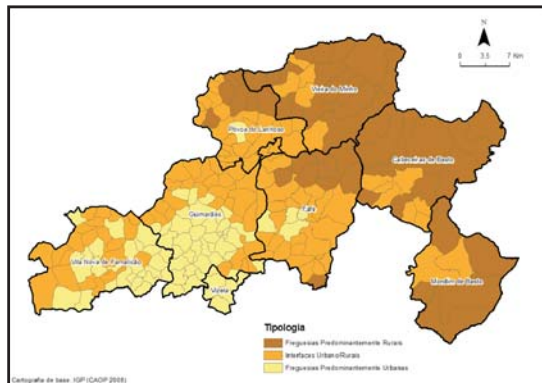 N
0 3,5 7 Km
Vieira do Minho
Póvoa de Lanhoso
Cabeceiras de Basto
Guimarães
Fafe
Vila Nova de Famalicão
Mondim de Basto
Vizela
Tipologia
Freguesias Predominantemente Rurais
Interfaces Urbano/Rurais
Freguesias Predominantemente Urbanas
Cartografia de base: IGP (CAOP 2008)